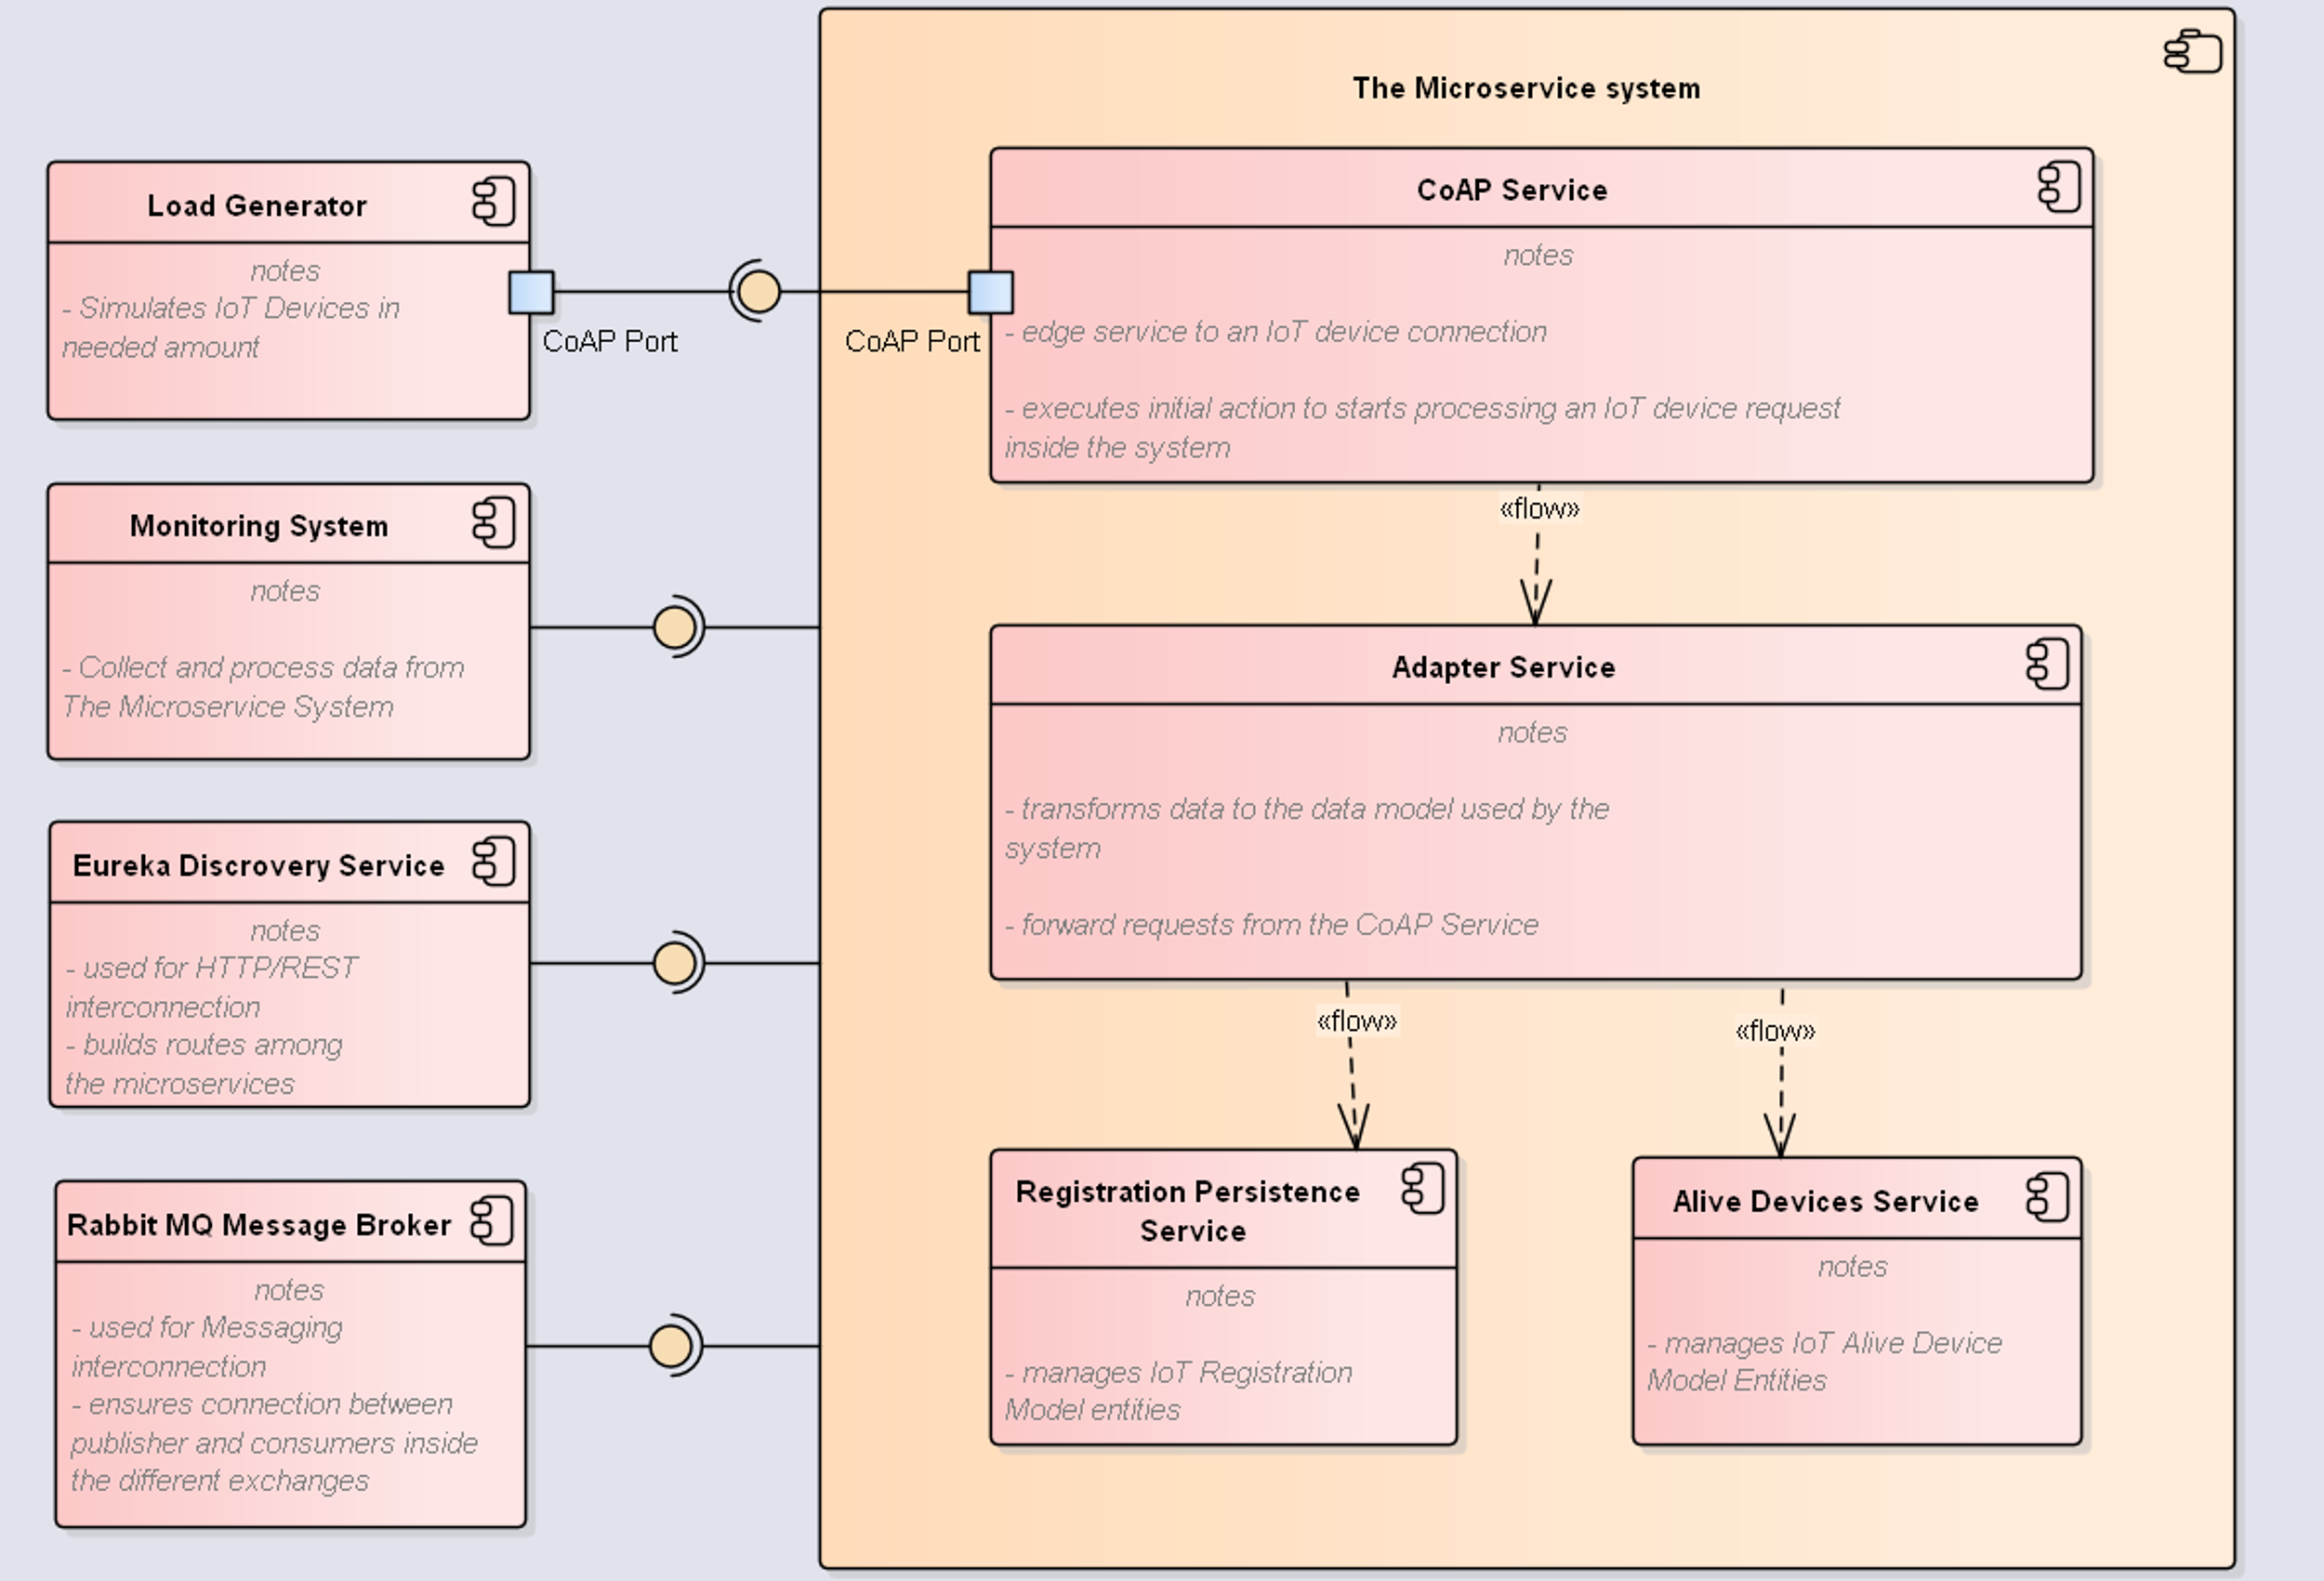 The Microservice system
Load Generator
notes
- Simulates IoT Devices in
needed amount
CoAP Port
CoAP Port
CoAP Service
notes
- edge service to an IoT device connection
- executes initial action to starts processing an IoT device request
inside the system
«flow»
Monitoring System
notes
- Collect and process data from
The Microservice System
Adapter Service
notes
- transforms data to the data model used by the
system
- forward requests from the CoAP Service
Eureka Discrovery Service
notes
- used for HTTP/REST
interconnection
- builds routes among
the microservices
«flow»
«flow»
Rabbit MQ Message Broker
notes
- used for Messaging
interconnection
- ensures connection between
publisher and consumers inside
the different exchanges
Registration Persistence
Service
notes
- manages IoT Registration
Model entities
Alive Devices Service
notes
- manages IoT Alive Device
Model Entities